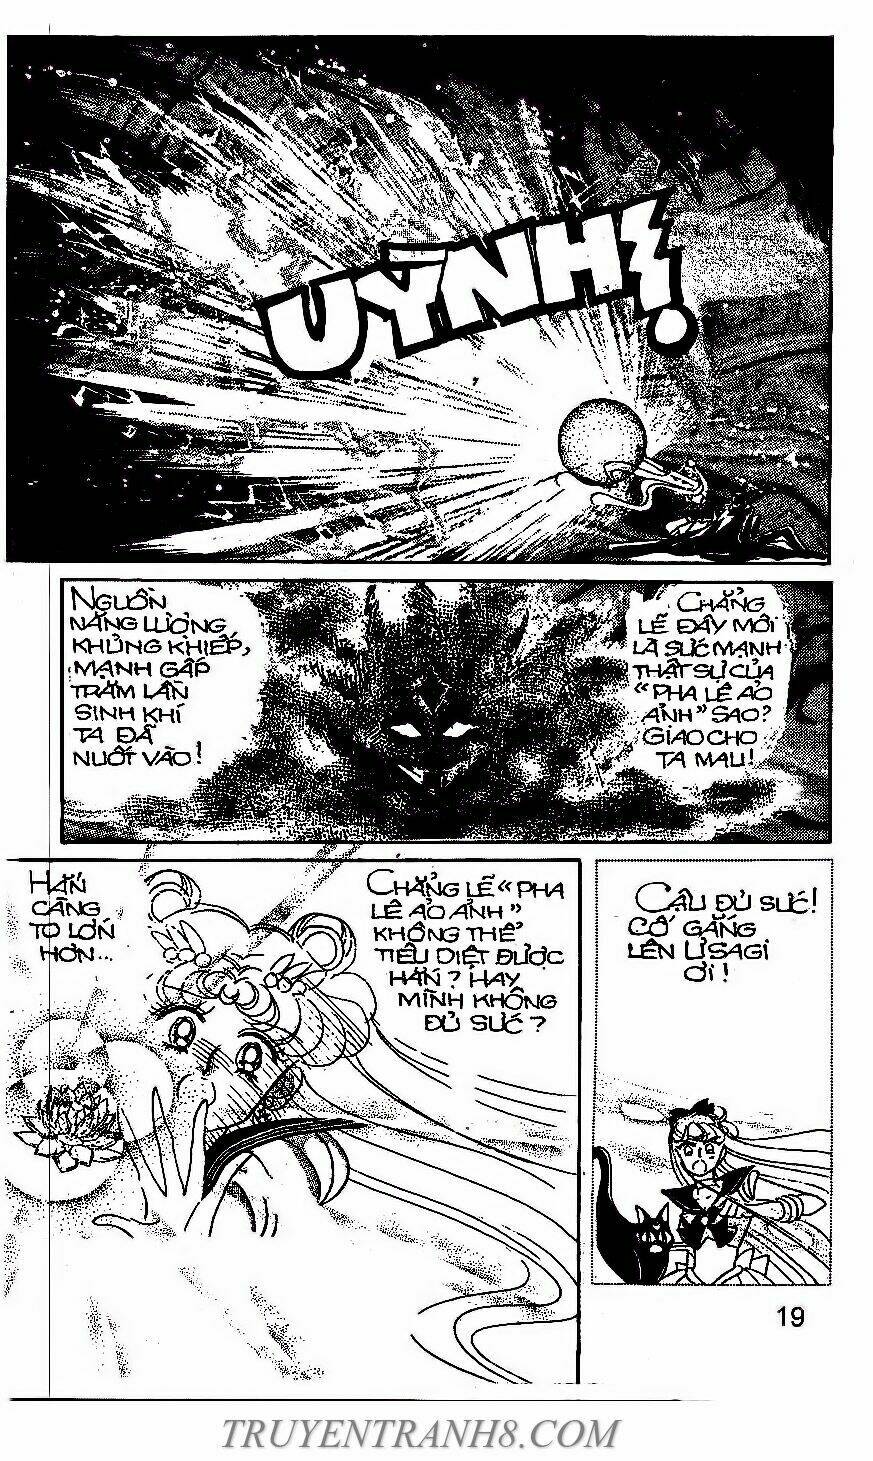 UỲNH!
NGUỒN
NĂNG LƯỢNG
KHỦNG KHIẾP,
MẠNH GẤP
TRĂM LẦN
SINH KHÍ
TA ĐÃ
NUỐT VÀO!
CHẲNG
LẼ ĐÂY MỚI
LÀ SỨC MẠNH
THẬT SỰ CỦA
“PHA LÊ ẢO
ẢNH” SAO?
GIAO CHO
TA MAU!
HẮN
CÀNG
TO LỚN
HƠN...
CHẲNG LẼ “PHA
LÊ ẢO ẢNH”
KHÔNG THỂ
TIÊU DIỆT ĐƯỢC
HẮN? HAY
MÌNH KHÔNG
ĐỦ SỨC?
CẬU ĐỦ SỨC!
CỐ GẮNG
LÊN USAGI
ƠI!
19
TRUYENTRANH8.COM